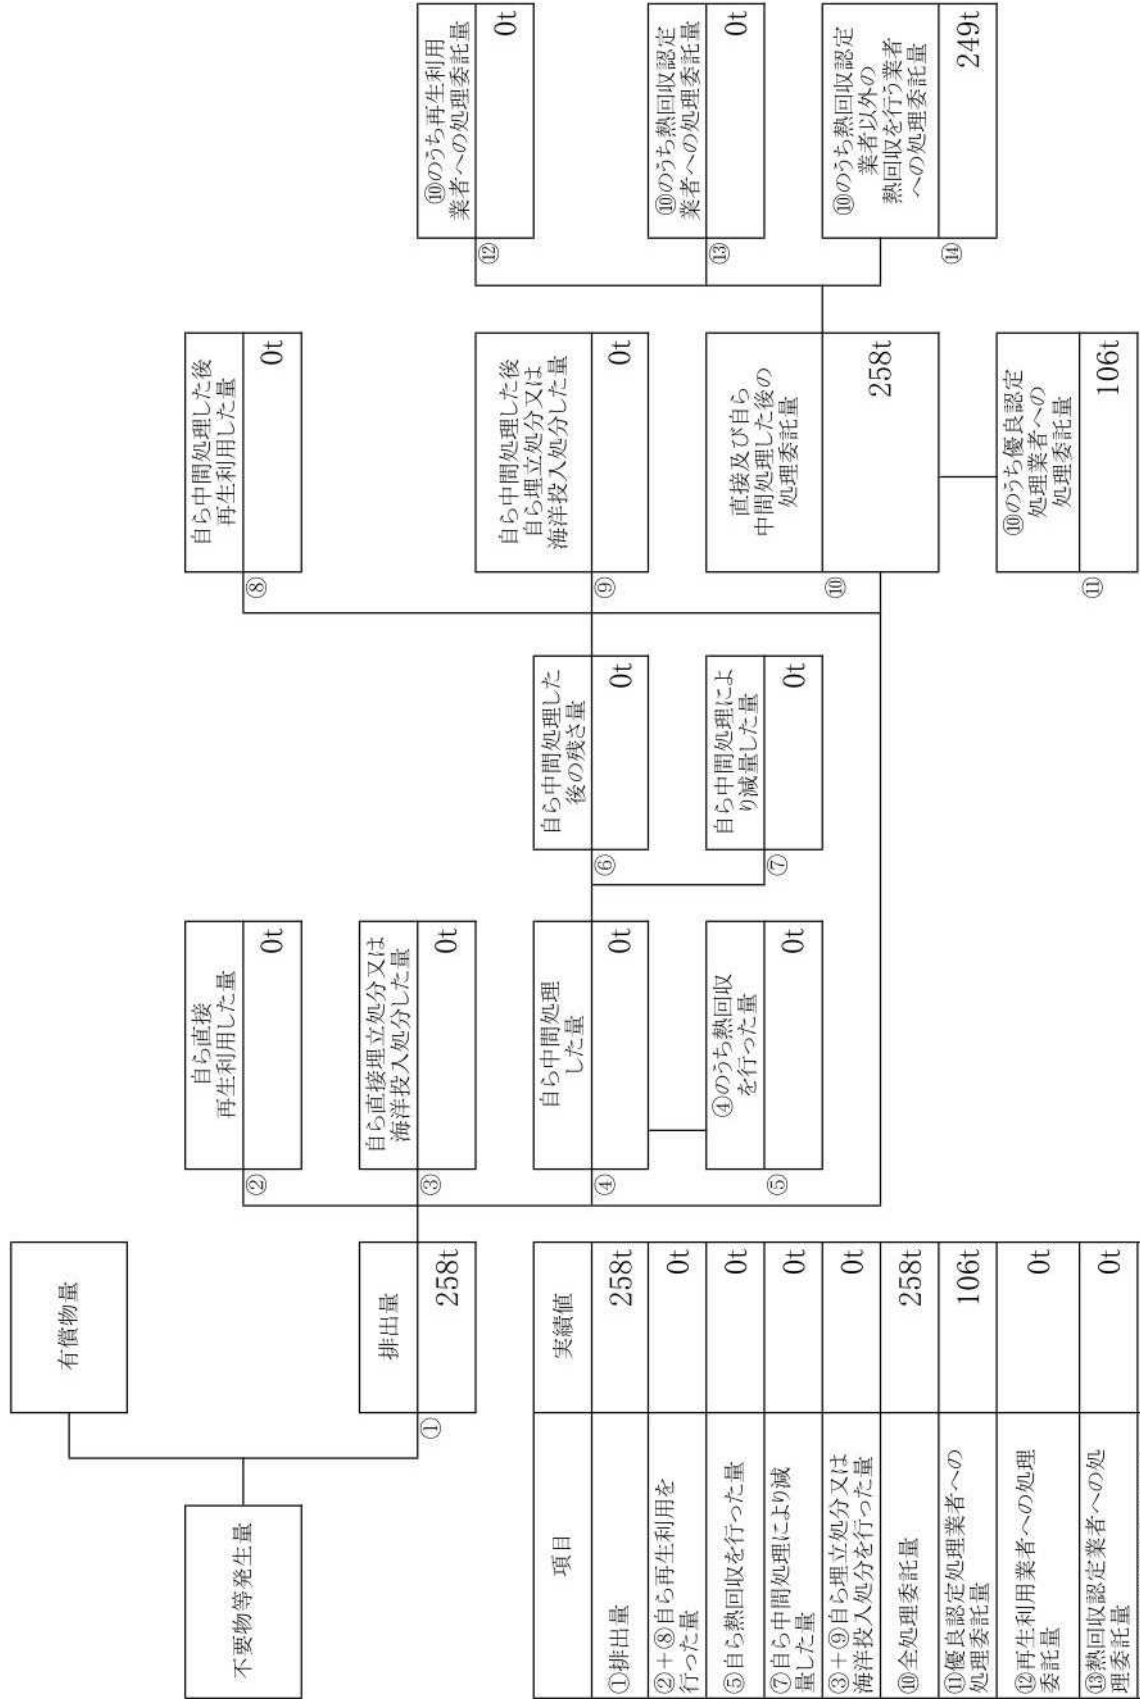 有償物量
不要物等発生量
①
排出量
258t
②
自ら直接
再生利用した量
0t
③
自ら直接埋立処分又は
海洋投入処分した量
0t
④
自ら中間処理
した量
0t
⑤
④のうち熱回収
を行った量
0t
⑥
自ら中間処理した
後の残さ量
0t
⑦
自ら中間処理によ
り減量した量
0t
⑧
自ら中間処理した後
再生利用した量
0t
⑨
自ら中間処理した後
自ら埋立処分又は
海洋投入処分した量
0t
⑩
直接及び自ら
中間処理した後の
処理委託量
258t
⑪
⑩のうち優良認定
処理業者への
処理委託量
106t
⑫
⑩のうち再生利用
業者への処理委託量
0t
⑬
⑩のうち熱回収認定
業者への処理委託量
0t
⑭
⑩のうち熱回収認定
業者以外の
熱回収を行う業者
への処理委託量
249t
項目
実績値
①排出量
258t
②+⑧自ら再生利用を
行った量
0t
⑤自ら熱回収を行った量
0t
⑦自ら中間処理により減
量した量
0t
③+⑨自ら埋立処分又は
海洋投入処分を行った量
0t
⑩全処理委託量
258t
⑪優良認定処理業者への
処理委託量
106t
⑫再生利用業者への処理
委託量
0t
⑬熱回収認定業者への処
理委託量
0t